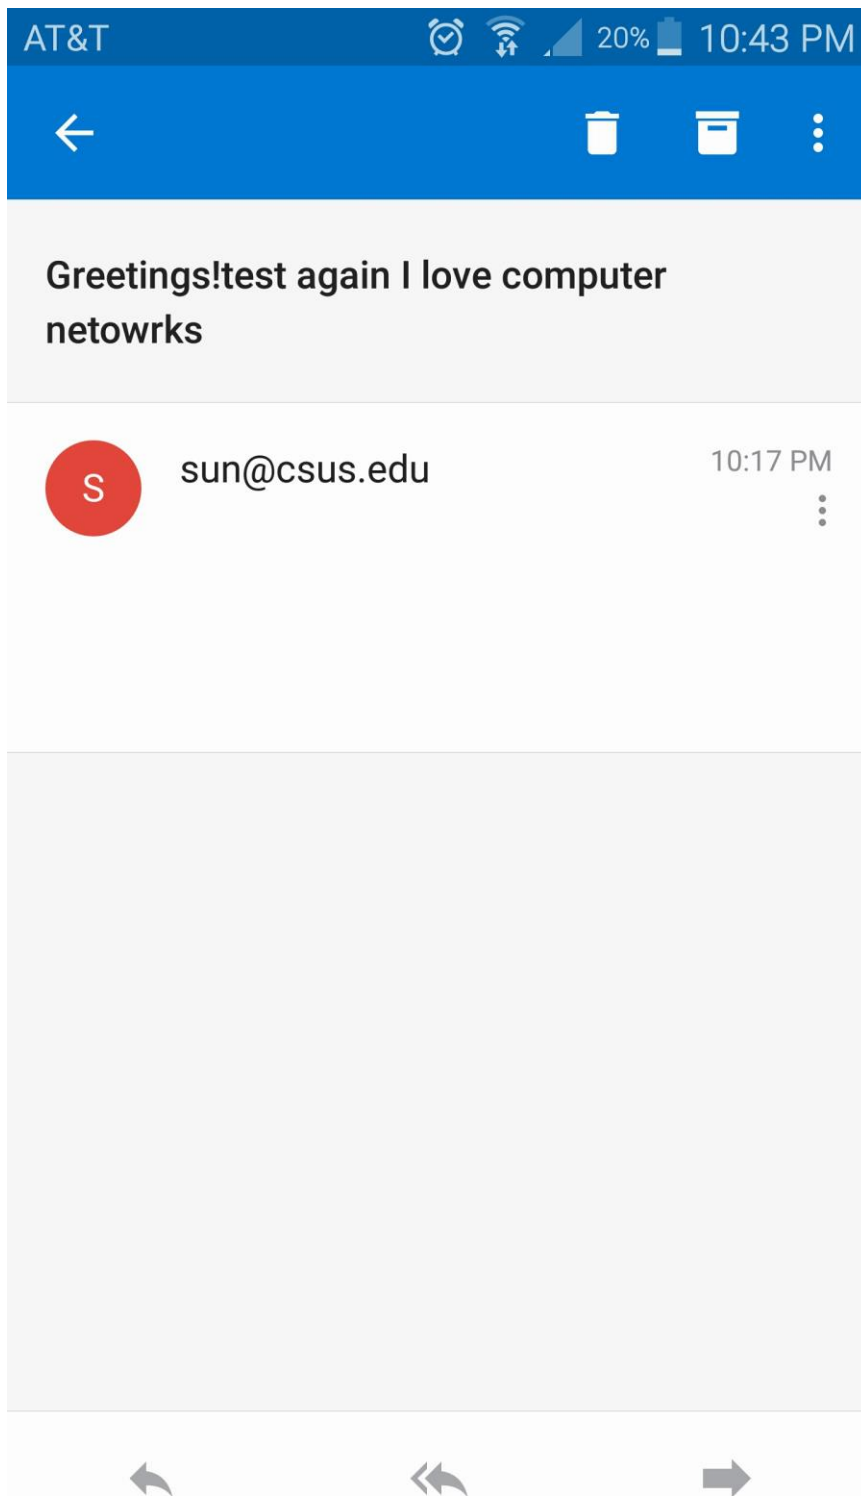 AT&T 20% 10:43 PM
Greetings!test again I love computer
netowrks
S sun@csus.edu 10:17 PM